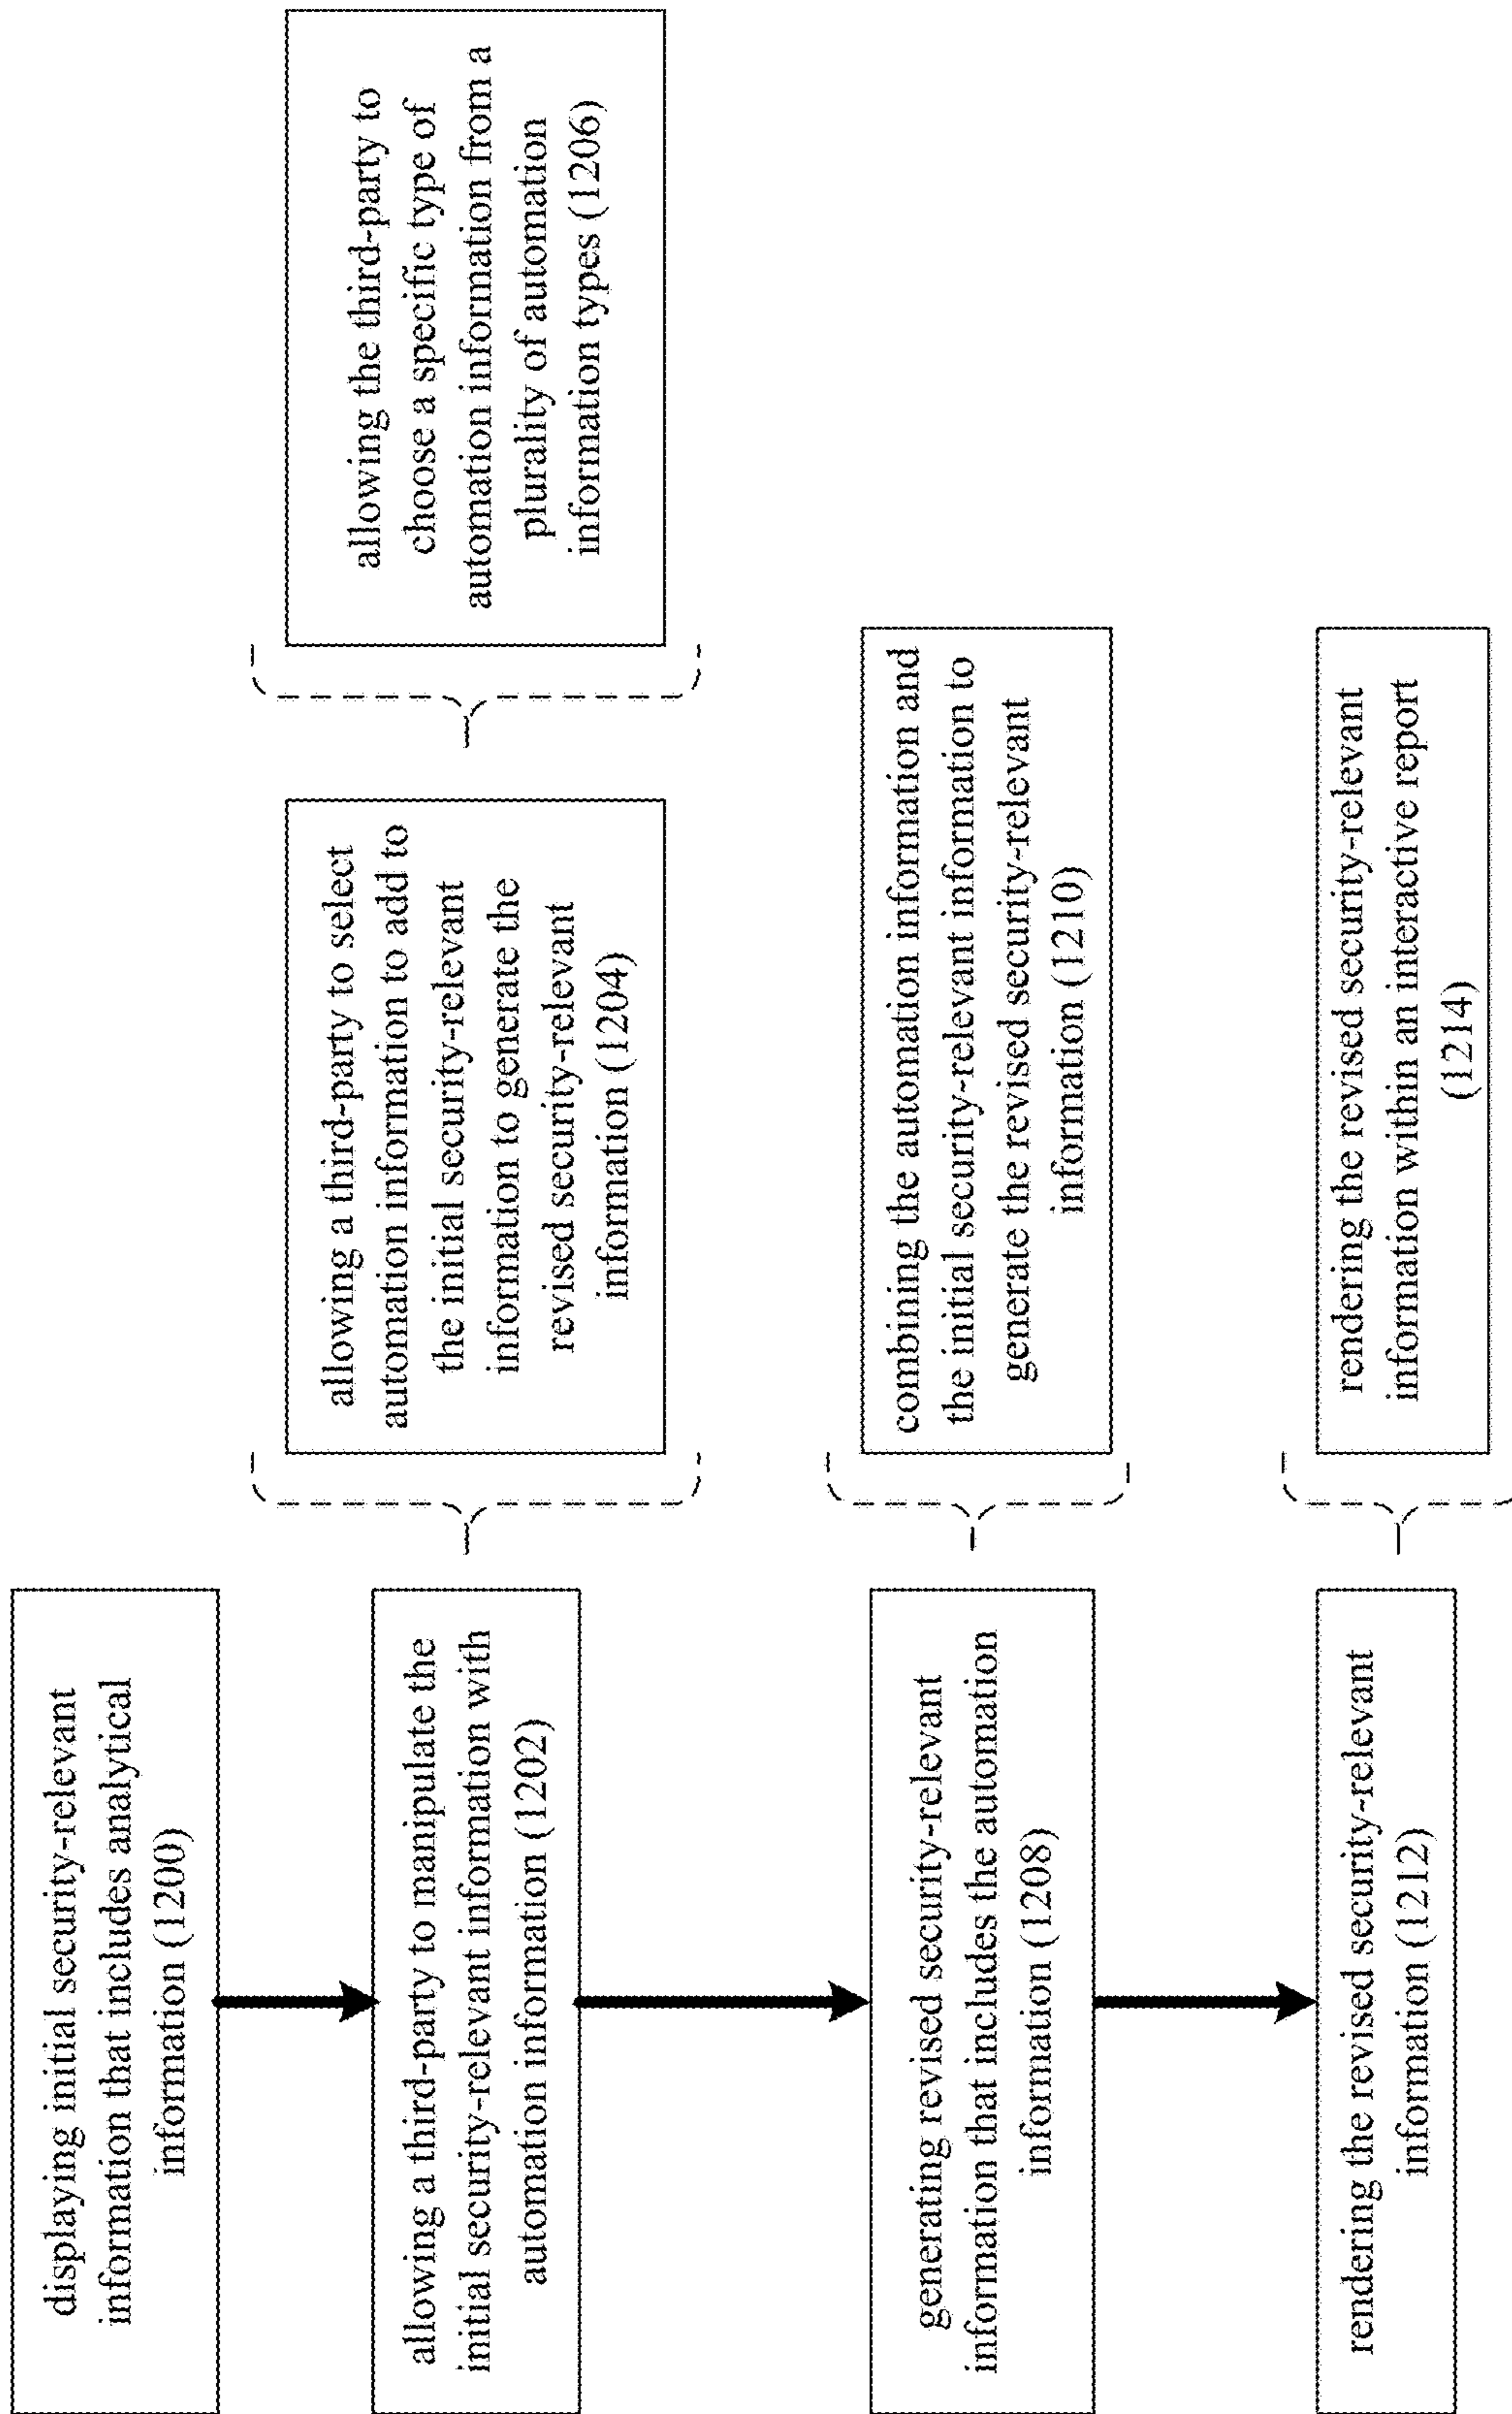 displaying initial security-relevant
information that includes analytical
information (1200)
allowing a third-party to manipulate the
initial security-relevant information with
automation information (1202)
allowing a third-party to select
automation information to add to
the initial security-relevant
information to generate the
revised security-relevant
information (1204)
allowing the third-party to
choose a specific type of
automation information from a
plurality of automation
information types (1206)
generating revised security-relevant
information that includes the automation
information (1208)
combining the automation information and
the initial security-relevant information to
generate the revised security-relevant
information (1210)
rendering the revised security-relevant
information (1212)
rendering the revised security-relevant
information within an interactive report
(1214)